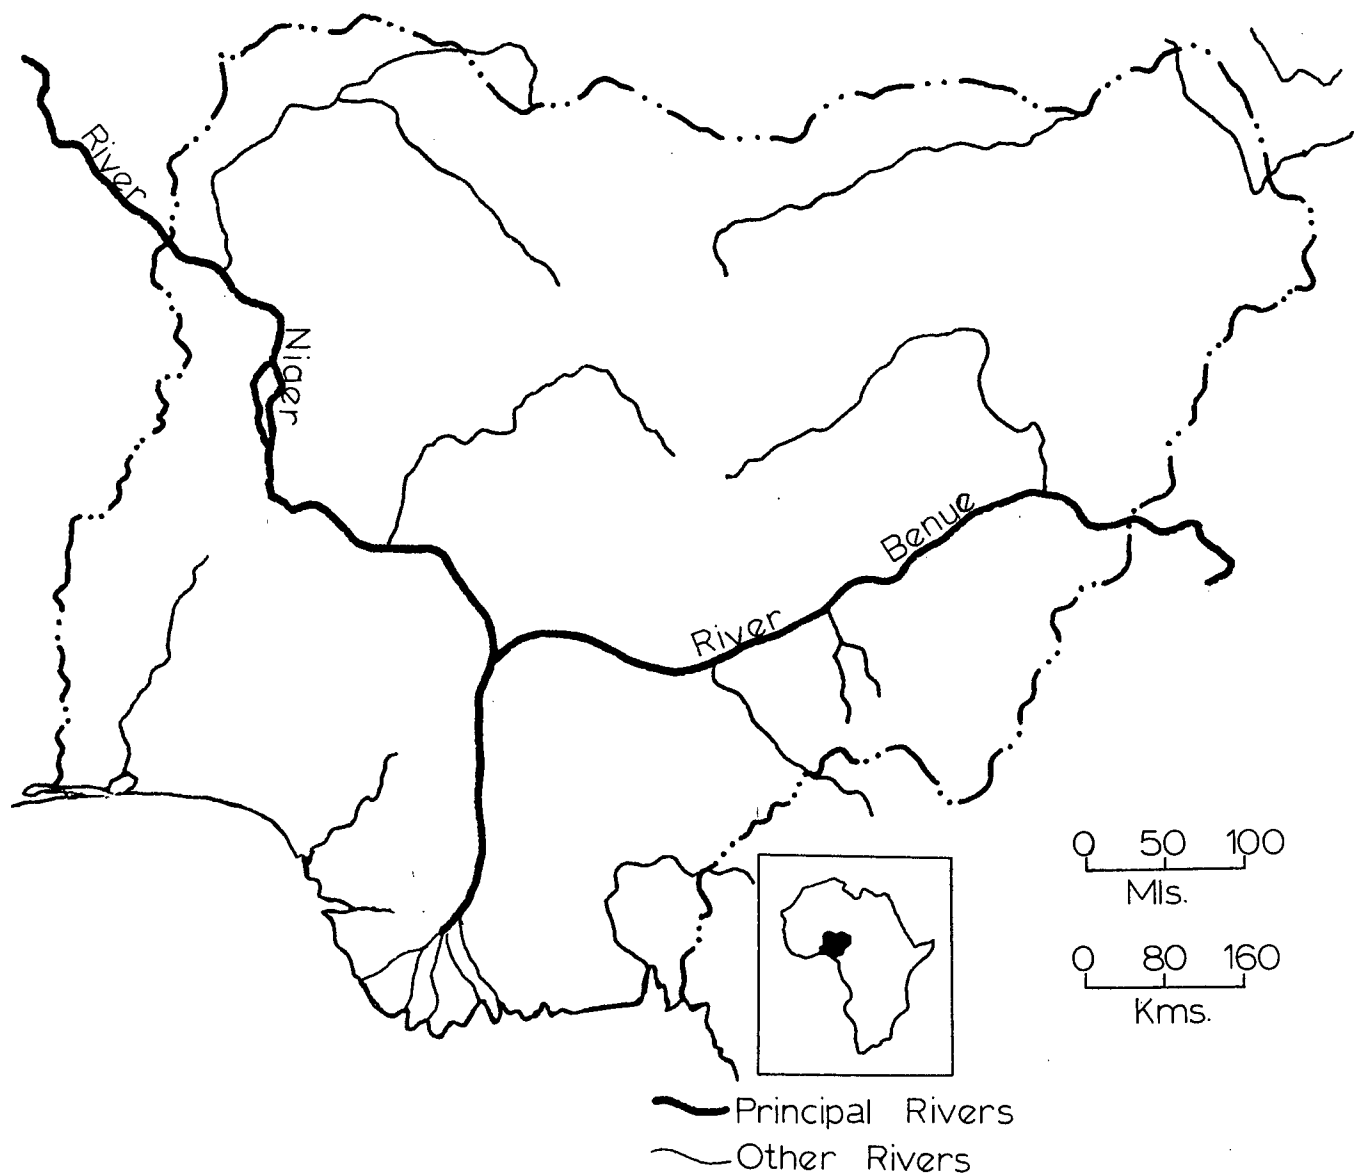 River
Niger
River Benue
0 50 100
Mls.
0 80 160
Kms.
Principal Rivers
Other Rivers